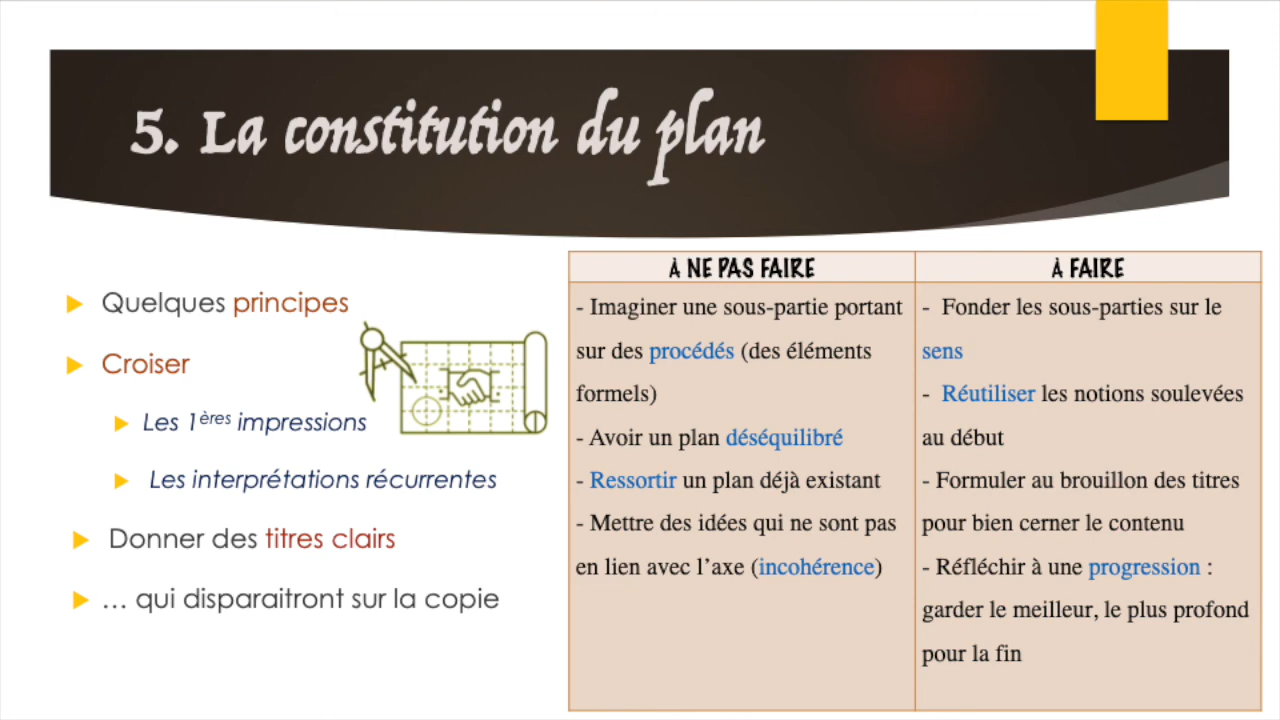 5. La constitution du plan
Quelques principes
Croiser
Les 1ères impressions
Les interprétations récurrentes
Donner des titres clairs
… qui disparaitront sur la copie
À NE PAS FAIRE
- Imaginer une sous-partie portant
sur des procédés (des éléments
formels)
- Avoir un plan déséquilibré
- Ressortir un plan déjà existant
- Mettre des idées qui ne sont pas
en lien avec l’axe (incohérence)
À FAIRE
- Fonder les sous-parties sur le
sens
- Réutiliser les notions soulevées
au début
- Formuler au brouillon des titres
pour bien cerner le contenu
- Réfléchir à une progression :
garder le meilleur, le plus profond
pour la fin